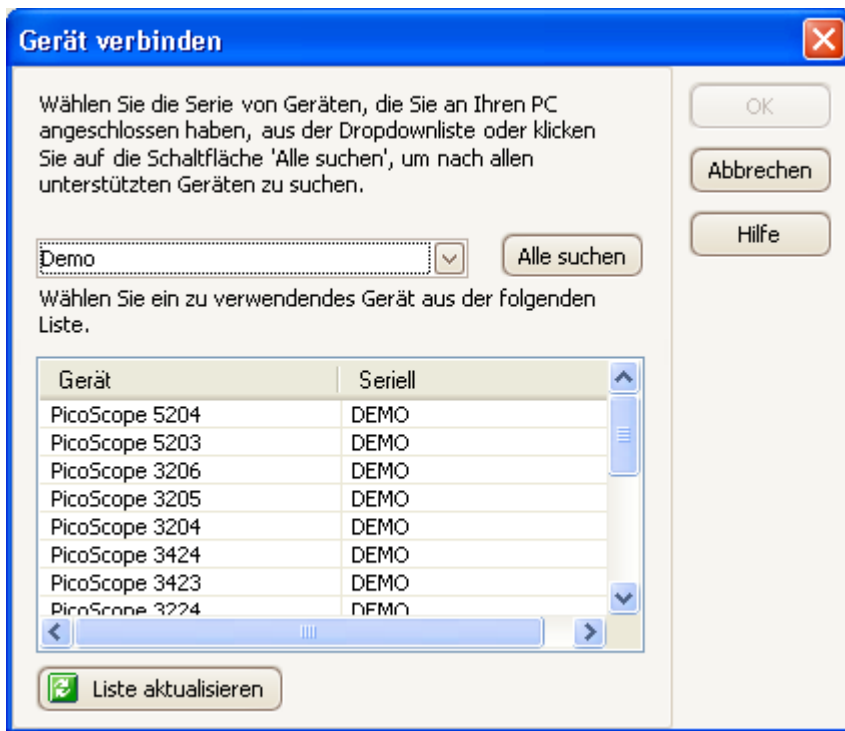 Gerät verbinden
Wählen Sie die Serie von Geräten, die Sie an Ihren PC
angeschlossen haben, aus der Dropdownliste oder klicken
Sie auf die Schaltfläche 'Alle suchen', um nach allen
unterstützten Geräten zu suchen.
OK
Abbrechen
Hilfe
Demo
Alle suchen
Wählen Sie ein zu verwendendes Gerät aus der folgenden
Liste.
Gerät Seriell
PicoScope 5204 DEMO
PicoScope 5203 DEMO
PicoScope 3206 DEMO
PicoScope 3205 DEMO
PicoScope 3204 DEMO
PicoScope 3424 DEMO
PicoScope 3423 DEMO
PicoScope 3224 DEMO
Liste aktualisieren